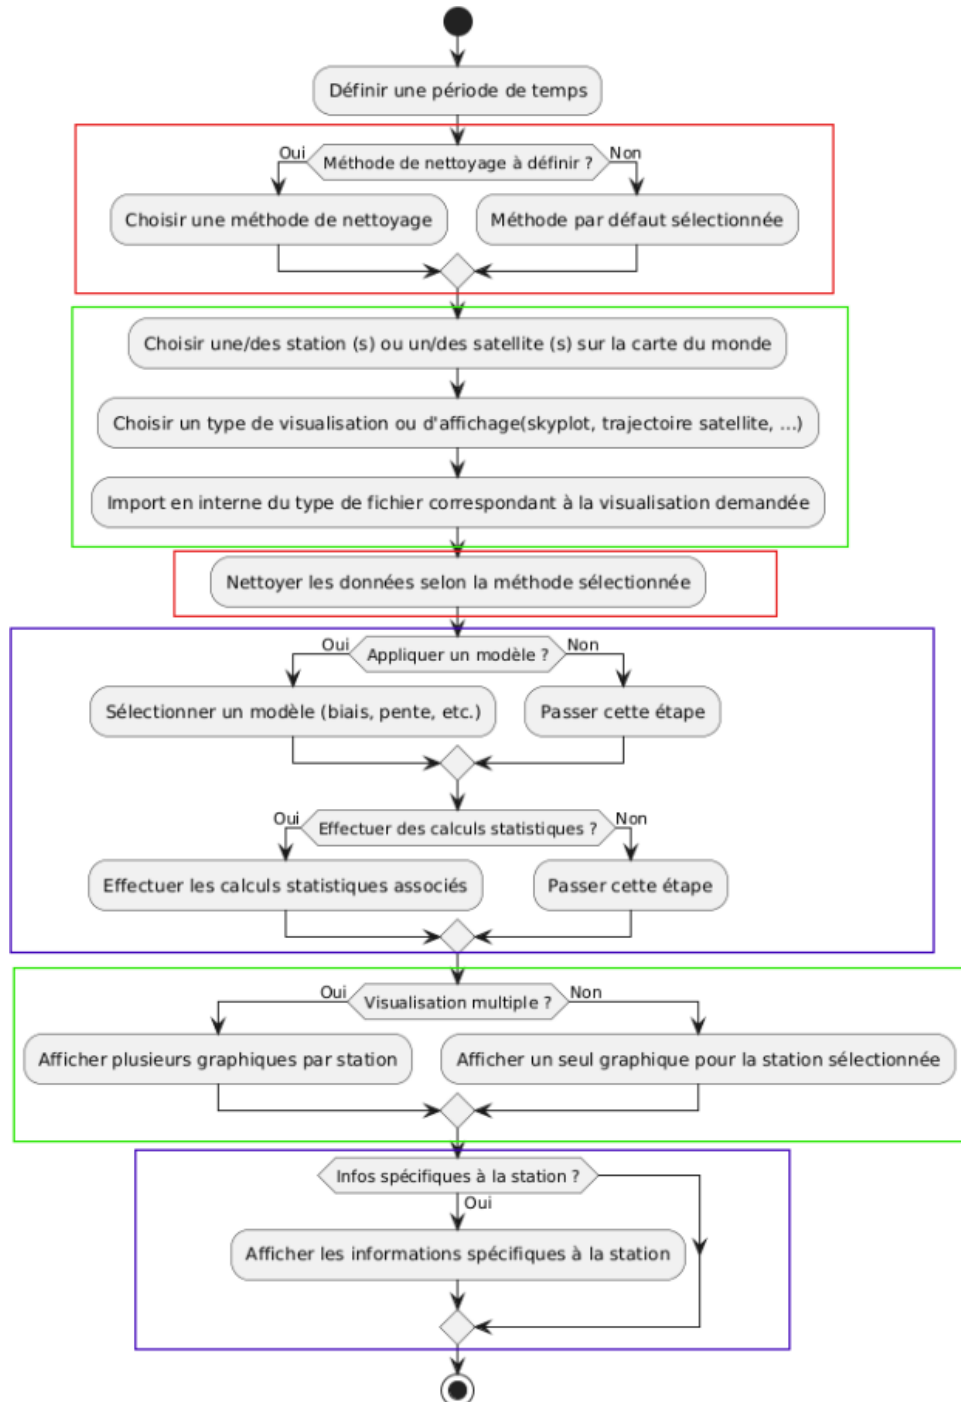 Définir une période de temps
Oui
Méthode de nettoyage à définir ?
Non
Choisir une méthode de nettoyage
Méthode par défaut sélectionnée
Choisir une/des station (s) ou un/des satellite (s) sur la carte du monde
Choisir un type de visualisation ou d'affichage(skyplot, trajectoire satellite, ...)
Import en interne du type de fichier correspondant à la visualisation demandée
Nettoyer les données selon la méthode sélectionnée
Oui
Appliquer un modèle ?
Non
Sélectionner un modèle (biais, pente, etc.)
Passer cette étape
Oui
Effectuer des calculs statistiques ?
Non
Effectuer les calculs statistiques associés
Passer cette étape
Oui
Visualisation multiple ?
Non
Afficher plusieurs graphiques par station
Afficher un seul graphique pour la station sélectionnée
Infos spécifiques à la station ?
Oui
Afficher les informations spécifiques à la station